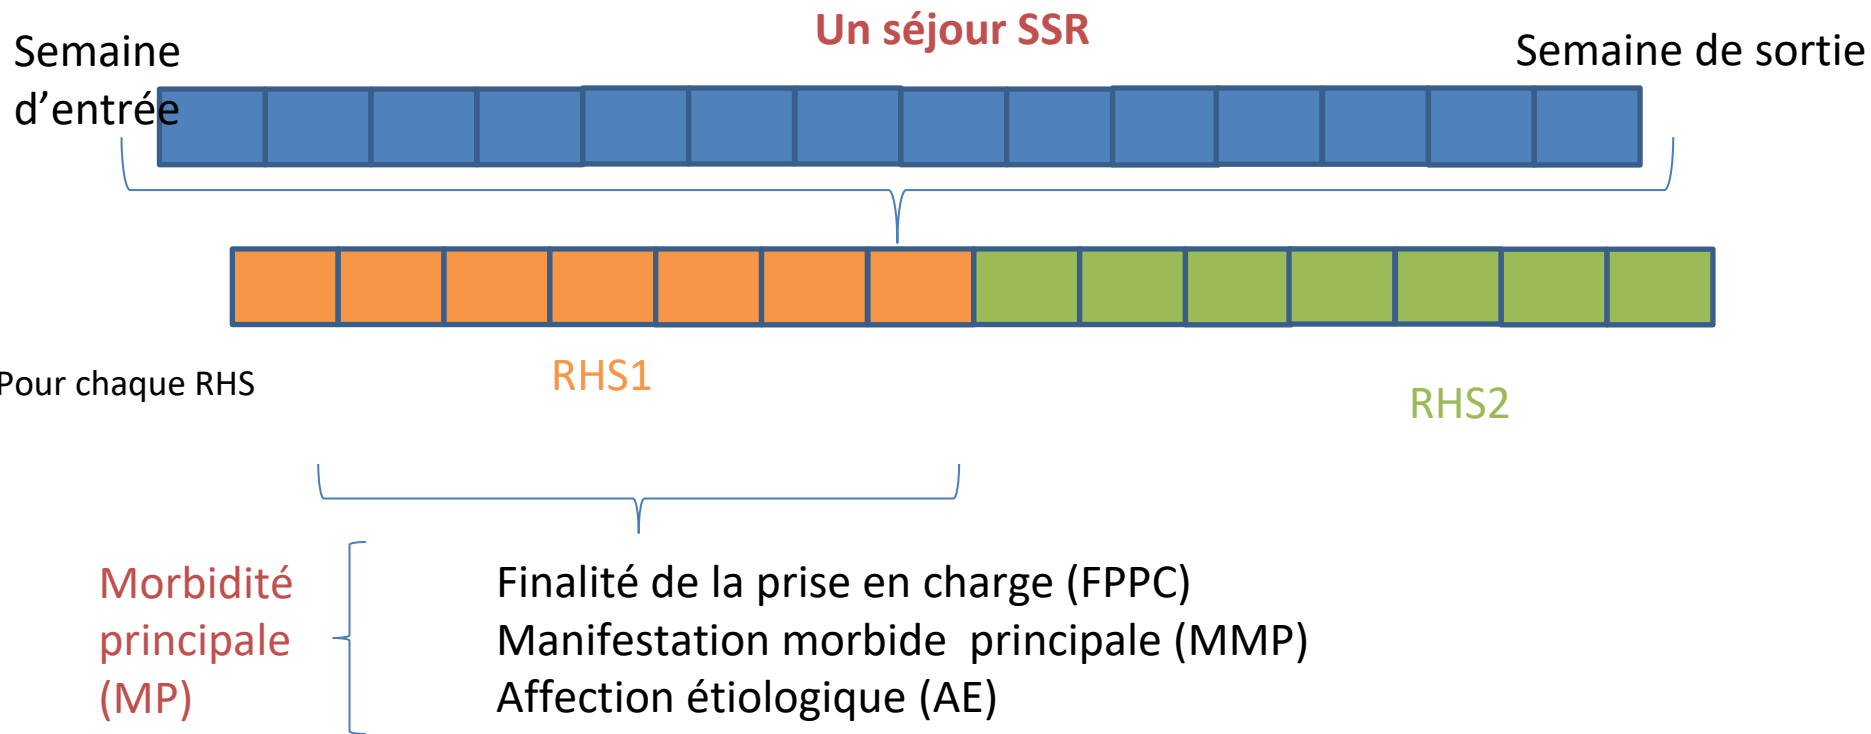 Un séjour SSR
Semaine
d’entrée
Semaine de sortie
RHS1
Pour chaque RHS
RHS2
Morbidité
principale
(MP)
Finalité de la prise en charge (FPPC)
Manifestation morbide  principale (MMP)
Affection étiologique (AE)